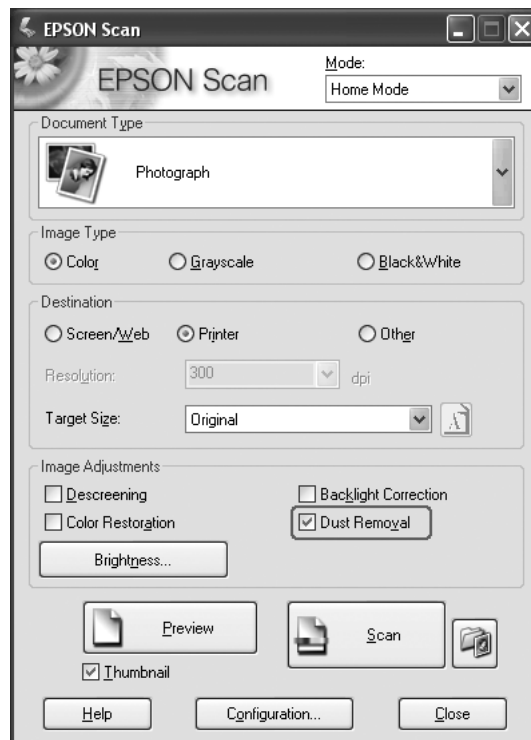 EPSON Scan
EPSON Scan
Mode:
Home Mode
Document Type
Photograph
Image Type
Color
Grayscale
Black&White
Destination
Screen/Web
Printer
Other
Resolution:
300
dpi
Target Size:
Original
A
Image Adjustments
Descreening
Backlight Correction
Color Restoration
Dust Removal
Brightness...
Preview
Scan
Thumbnail
Help
Configuration...
Close